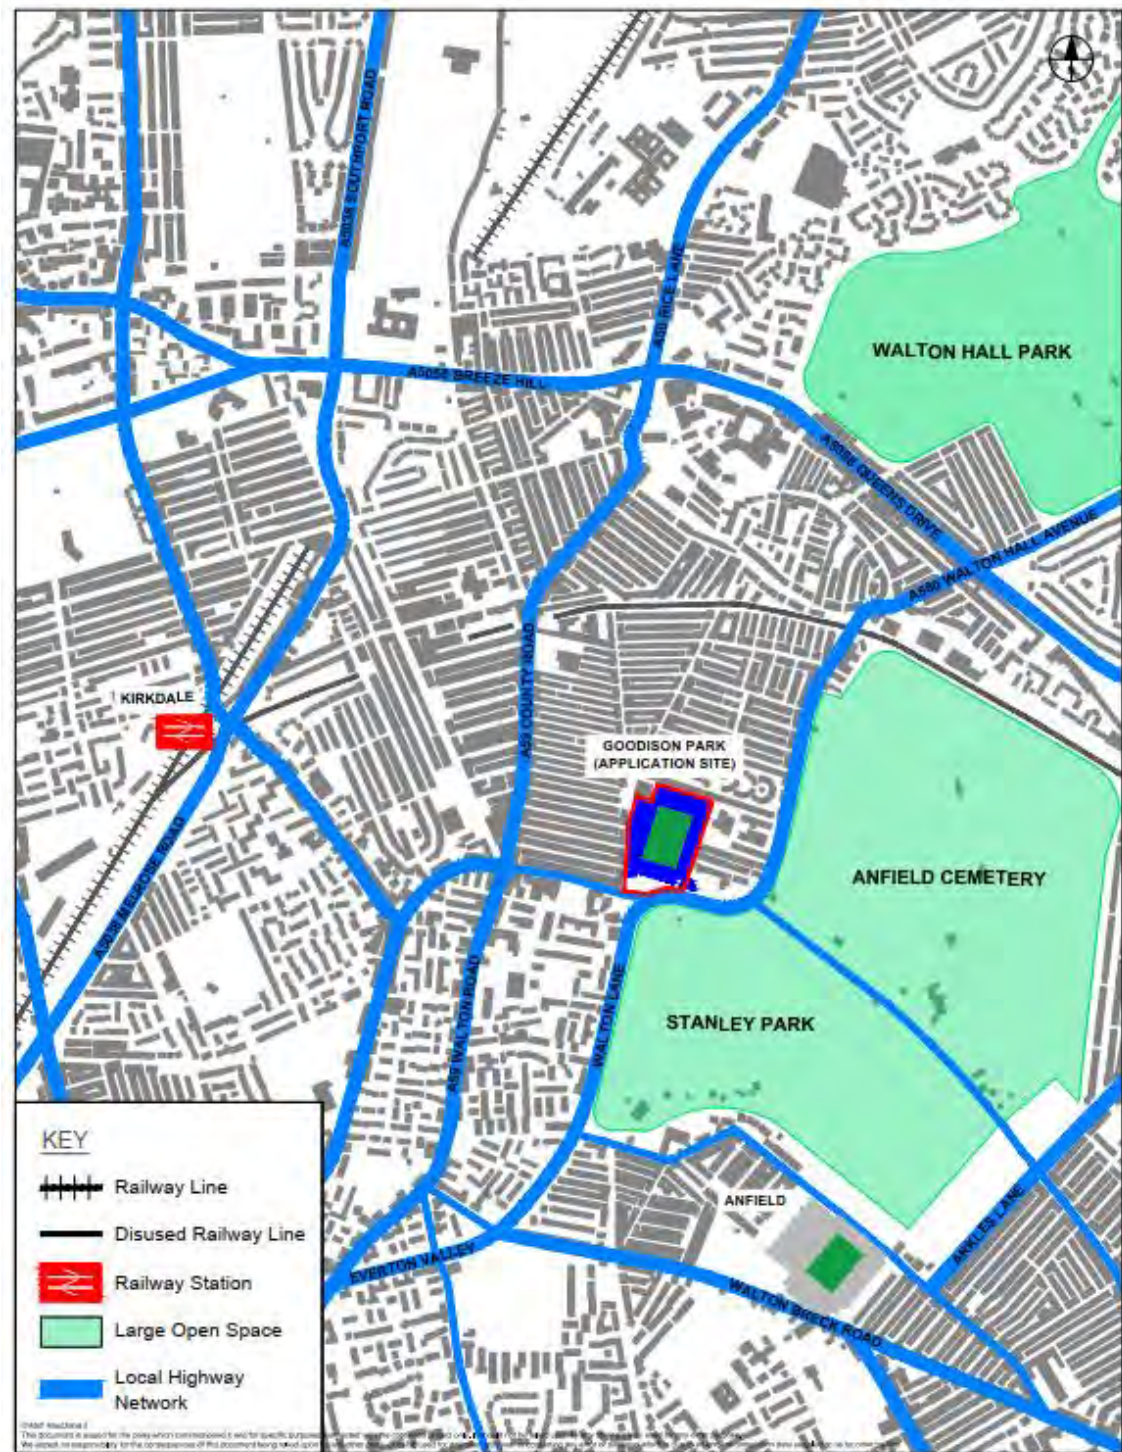 A5038 SOUTHPORT ROAD
A59 RICE LANE
WALTON HALL PARK
A5058 BREEZE HILL
A5058 QUEENS DRIVE
A580 WALTON HALL AVENUE
A59 COUNTY ROAD
KIRKDALE
GOODISON PARK
(APPLICATION SITE)
A5038 MELROSE ROAD
ANFIELD CEMETERY
WALTON LANE
STANLEY PARK
A59 WALTON ROAD
ANFIELD
ARKLES LANE
EVERTON VALLEY
WALTON BRECK ROAD
KEY
Railway Line
Disused Railway Line
Railway Station
Large Open Space
Local Highway
Network